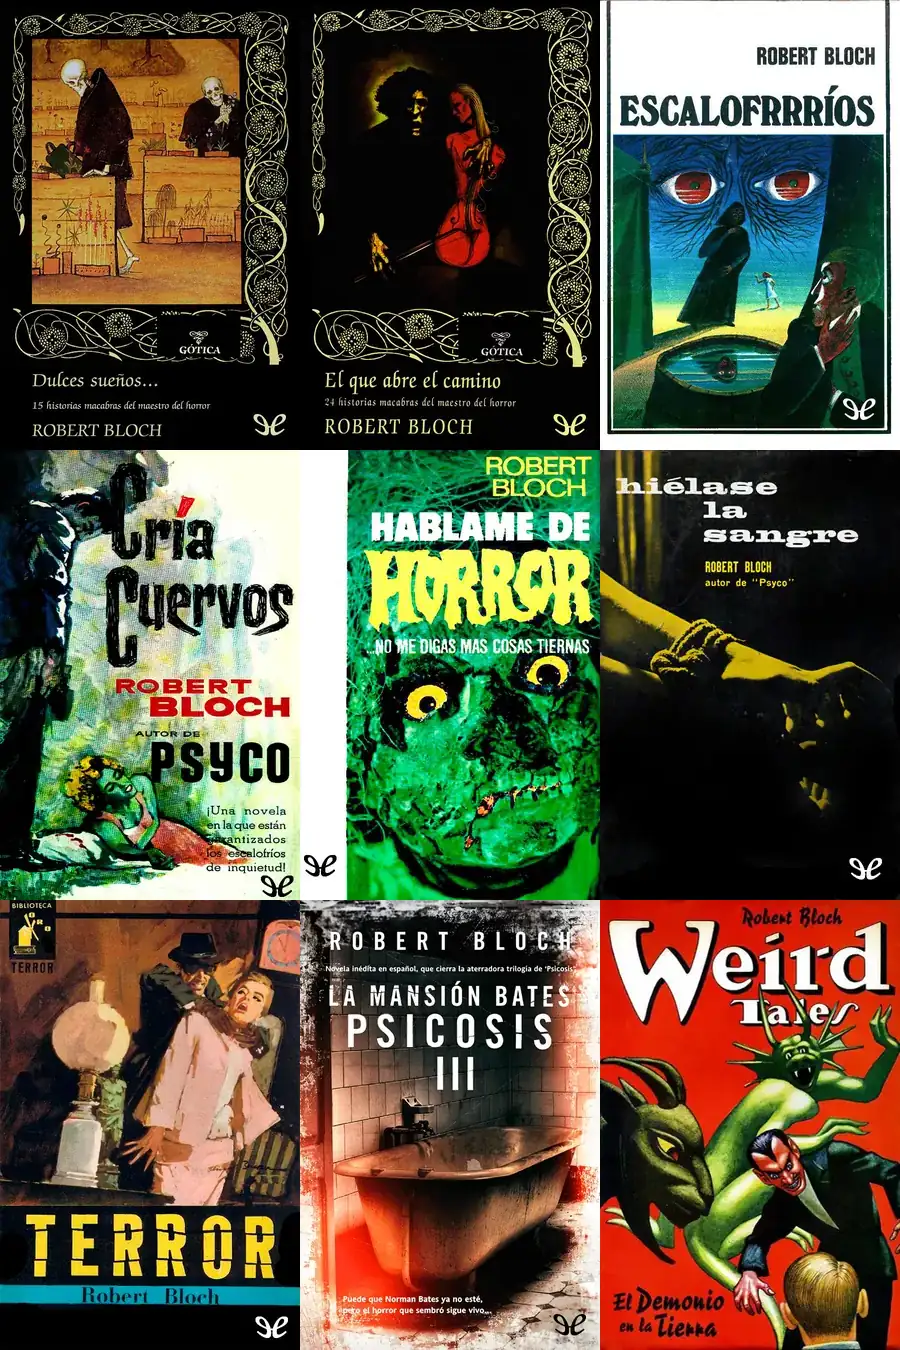 GÓTICA
Dulces sueños...
15 historias macabras del maestro del horror
ROBERT BLOCH
GÓTICA
El que abre el camino
24 historias macabras del maestro del horror
ROBERT BLOCH
ROBERT BLOCH
ESCALOFRRRÍOS
Cría
Cuervos
ROBERT
BLOCH
AUTOR DE
PSYCO
¡Una novela
en la que están
garantizados
los escalofríos
de inquietud!
ROBERT
BLOCH
HABLAME DE
HORROR
...NO ME DIGAS MAS COSAS TIERNAS
hiélase
la
sangre
ROBERT BLOCH
autor de "Psyco"
BIBLIOTECA
ORO
TERROR
TERROR
Robert Bloch
ROBERT BLOCH
Novela inédita en español, que cierra la aterradora trilogía de 'Psicosis'
LA MANSIÓN BATES
PSICOSIS
III
Puede que Norman Bates ya no esté,
pero el horror que sembró sigue vivo...
Robert Bloch
Weird
Tales
El Demonio
en la Tierra